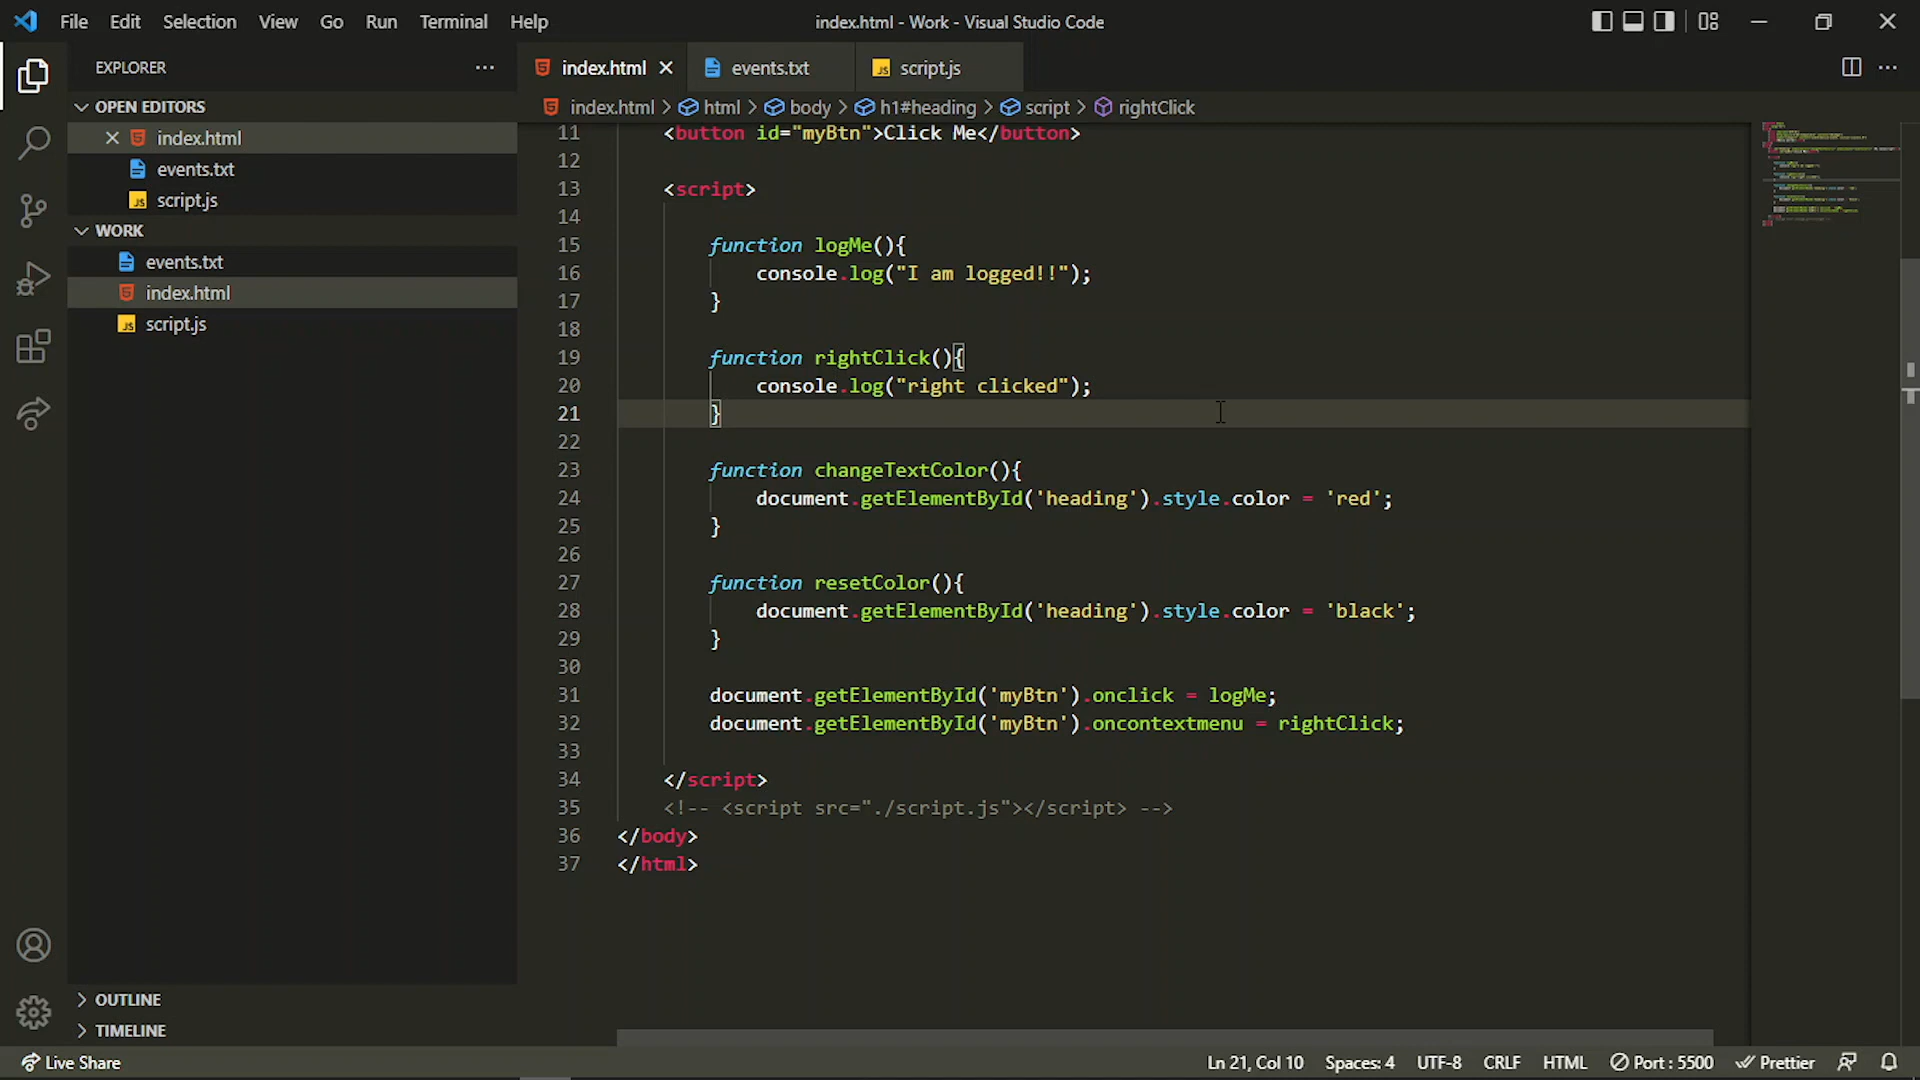 File Edit Selection View Go Run Terminal Help
index.html - Work - Visual Studio Code
EXPLORER
OPEN EDITORS
index.html
events.txt
script.js
WORK
events.txt
index.html
script.js
OUTLINE
TIMELINE
index.html events.txt script.js
index.html > html > body > h1#heading > script > rightClick
11 <button id="myBtn">Click Me</button>
12
13 <script>
14
15 function logMe(){
16 console.log("I am logged!!");
17 }
18
19 function rightClick(){
20 console.log("right clicked");
21 }
22
23 function changeTextColor(){
24 document.getElementById('heading').style.color = 'red';
25 }
26
27 function resetColor(){
28 document.getElementById('heading').style.color = 'black';
29 }
30
31 document.getElementById('myBtn').onclick = logMe;
32 document.getElementById('myBtn').oncontextmenu = rightClick;
33
34 </script>
35 <!-- <script src="./script.js"></script> -->
36 </body>
37 </html>
Live Share
Ln 21, Col 10 Spaces: 4 UTF-8 CRLF HTML Port : 5500 Prettier